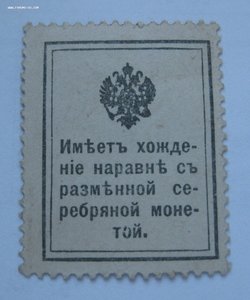 Имѣетъ хожде-
ніе наравнѣ съ
размѣнной се-
ребряной моне-
той.